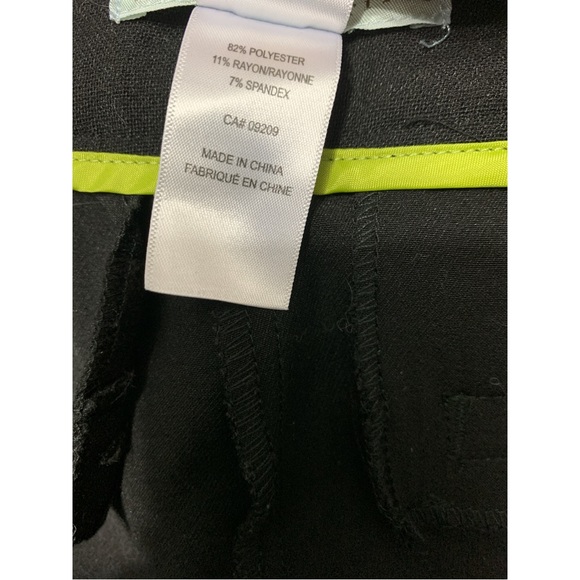 82% POLYESTER
11% RAYON/RAYONNE
7% SPANDEX
CA# 09209
MADE IN CHINA
FABRIQUÉ EN CHINE